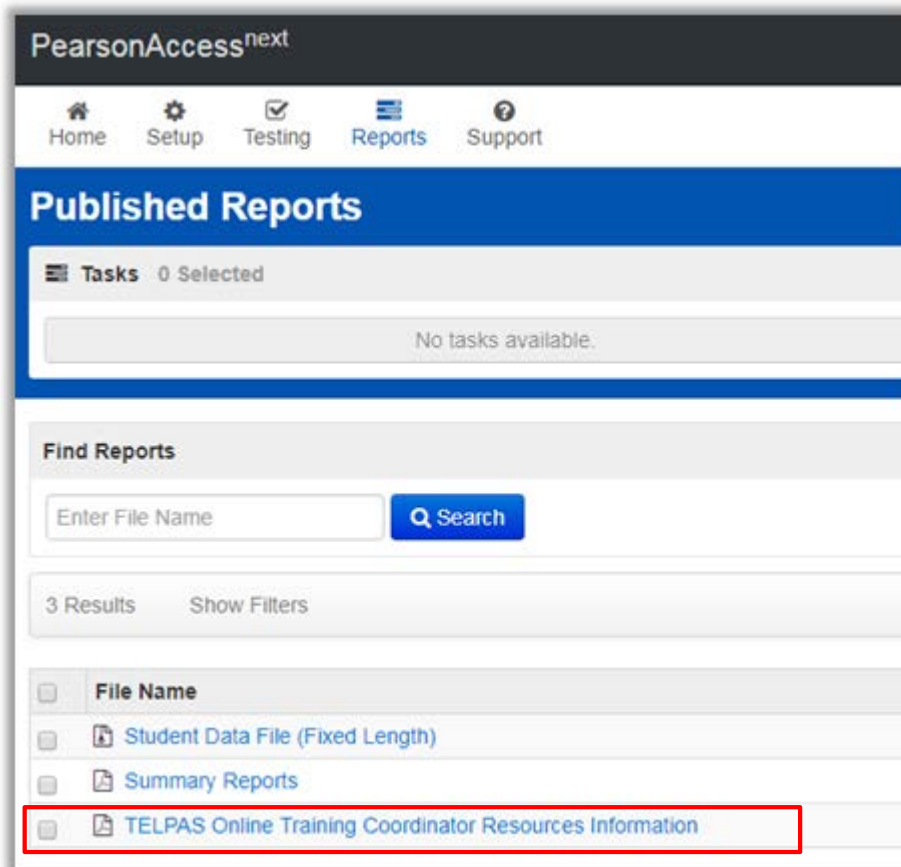 PearsonAccessnext
Home Setup Testing Reports Support
Published Reports
Tasks 0 Selected
No tasks available.
Find Reports
Enter File Name Search
3 Results Show Filters
File Name
Student Data File (Fixed Length)
Summary Reports
TELPAS Online Training Coordinator Resources Information